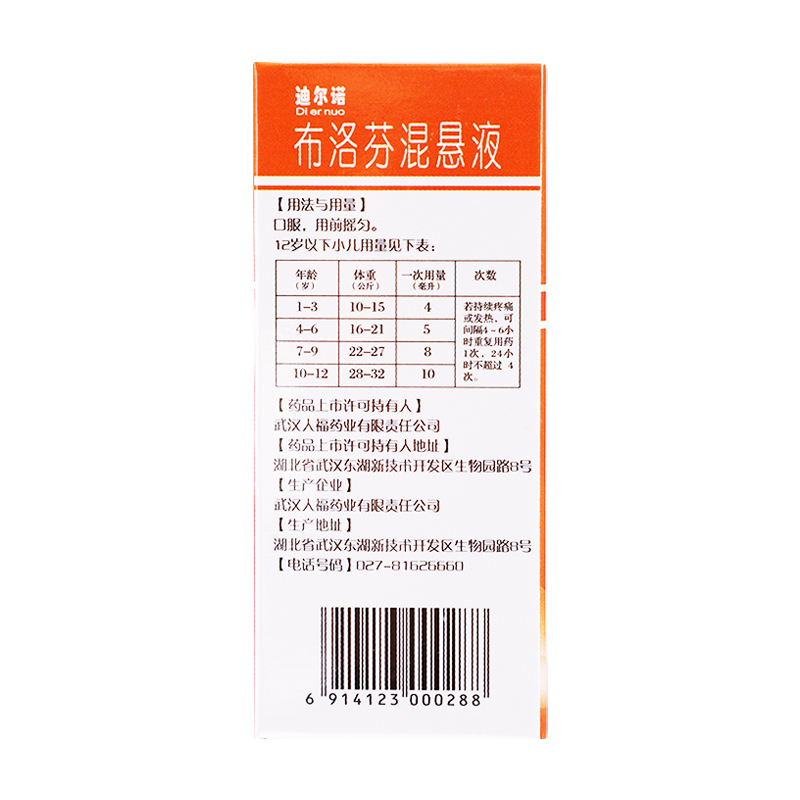 迪尔诺
Di er nuo
布洛芬混悬液
【用法与用量】
口服，用前摇匀。
12岁以下小儿用量见下表：
年龄（岁） 体重（公斤） 一次用量（毫升） 次数
1-3 10-15 4
4-6 16-21 5
7-9 22-27 8
10-12 28-32 10
若持续疼痛
或发热，可
间隔4~6小
时重复用药
1次，24小
时不超过 4
次。
【药品上市许可持有人】
武汉人福药业有限责任公司
【药品上市许可持有人地址】
湖北省武汉东湖新技术开发区生物园路8号
【生产企业】
武汉人福药业有限责任公司
【生产地址】
湖北省武汉东湖新技术开发区生物园路8号
【电话号码】027-81626660
6 914123 000288